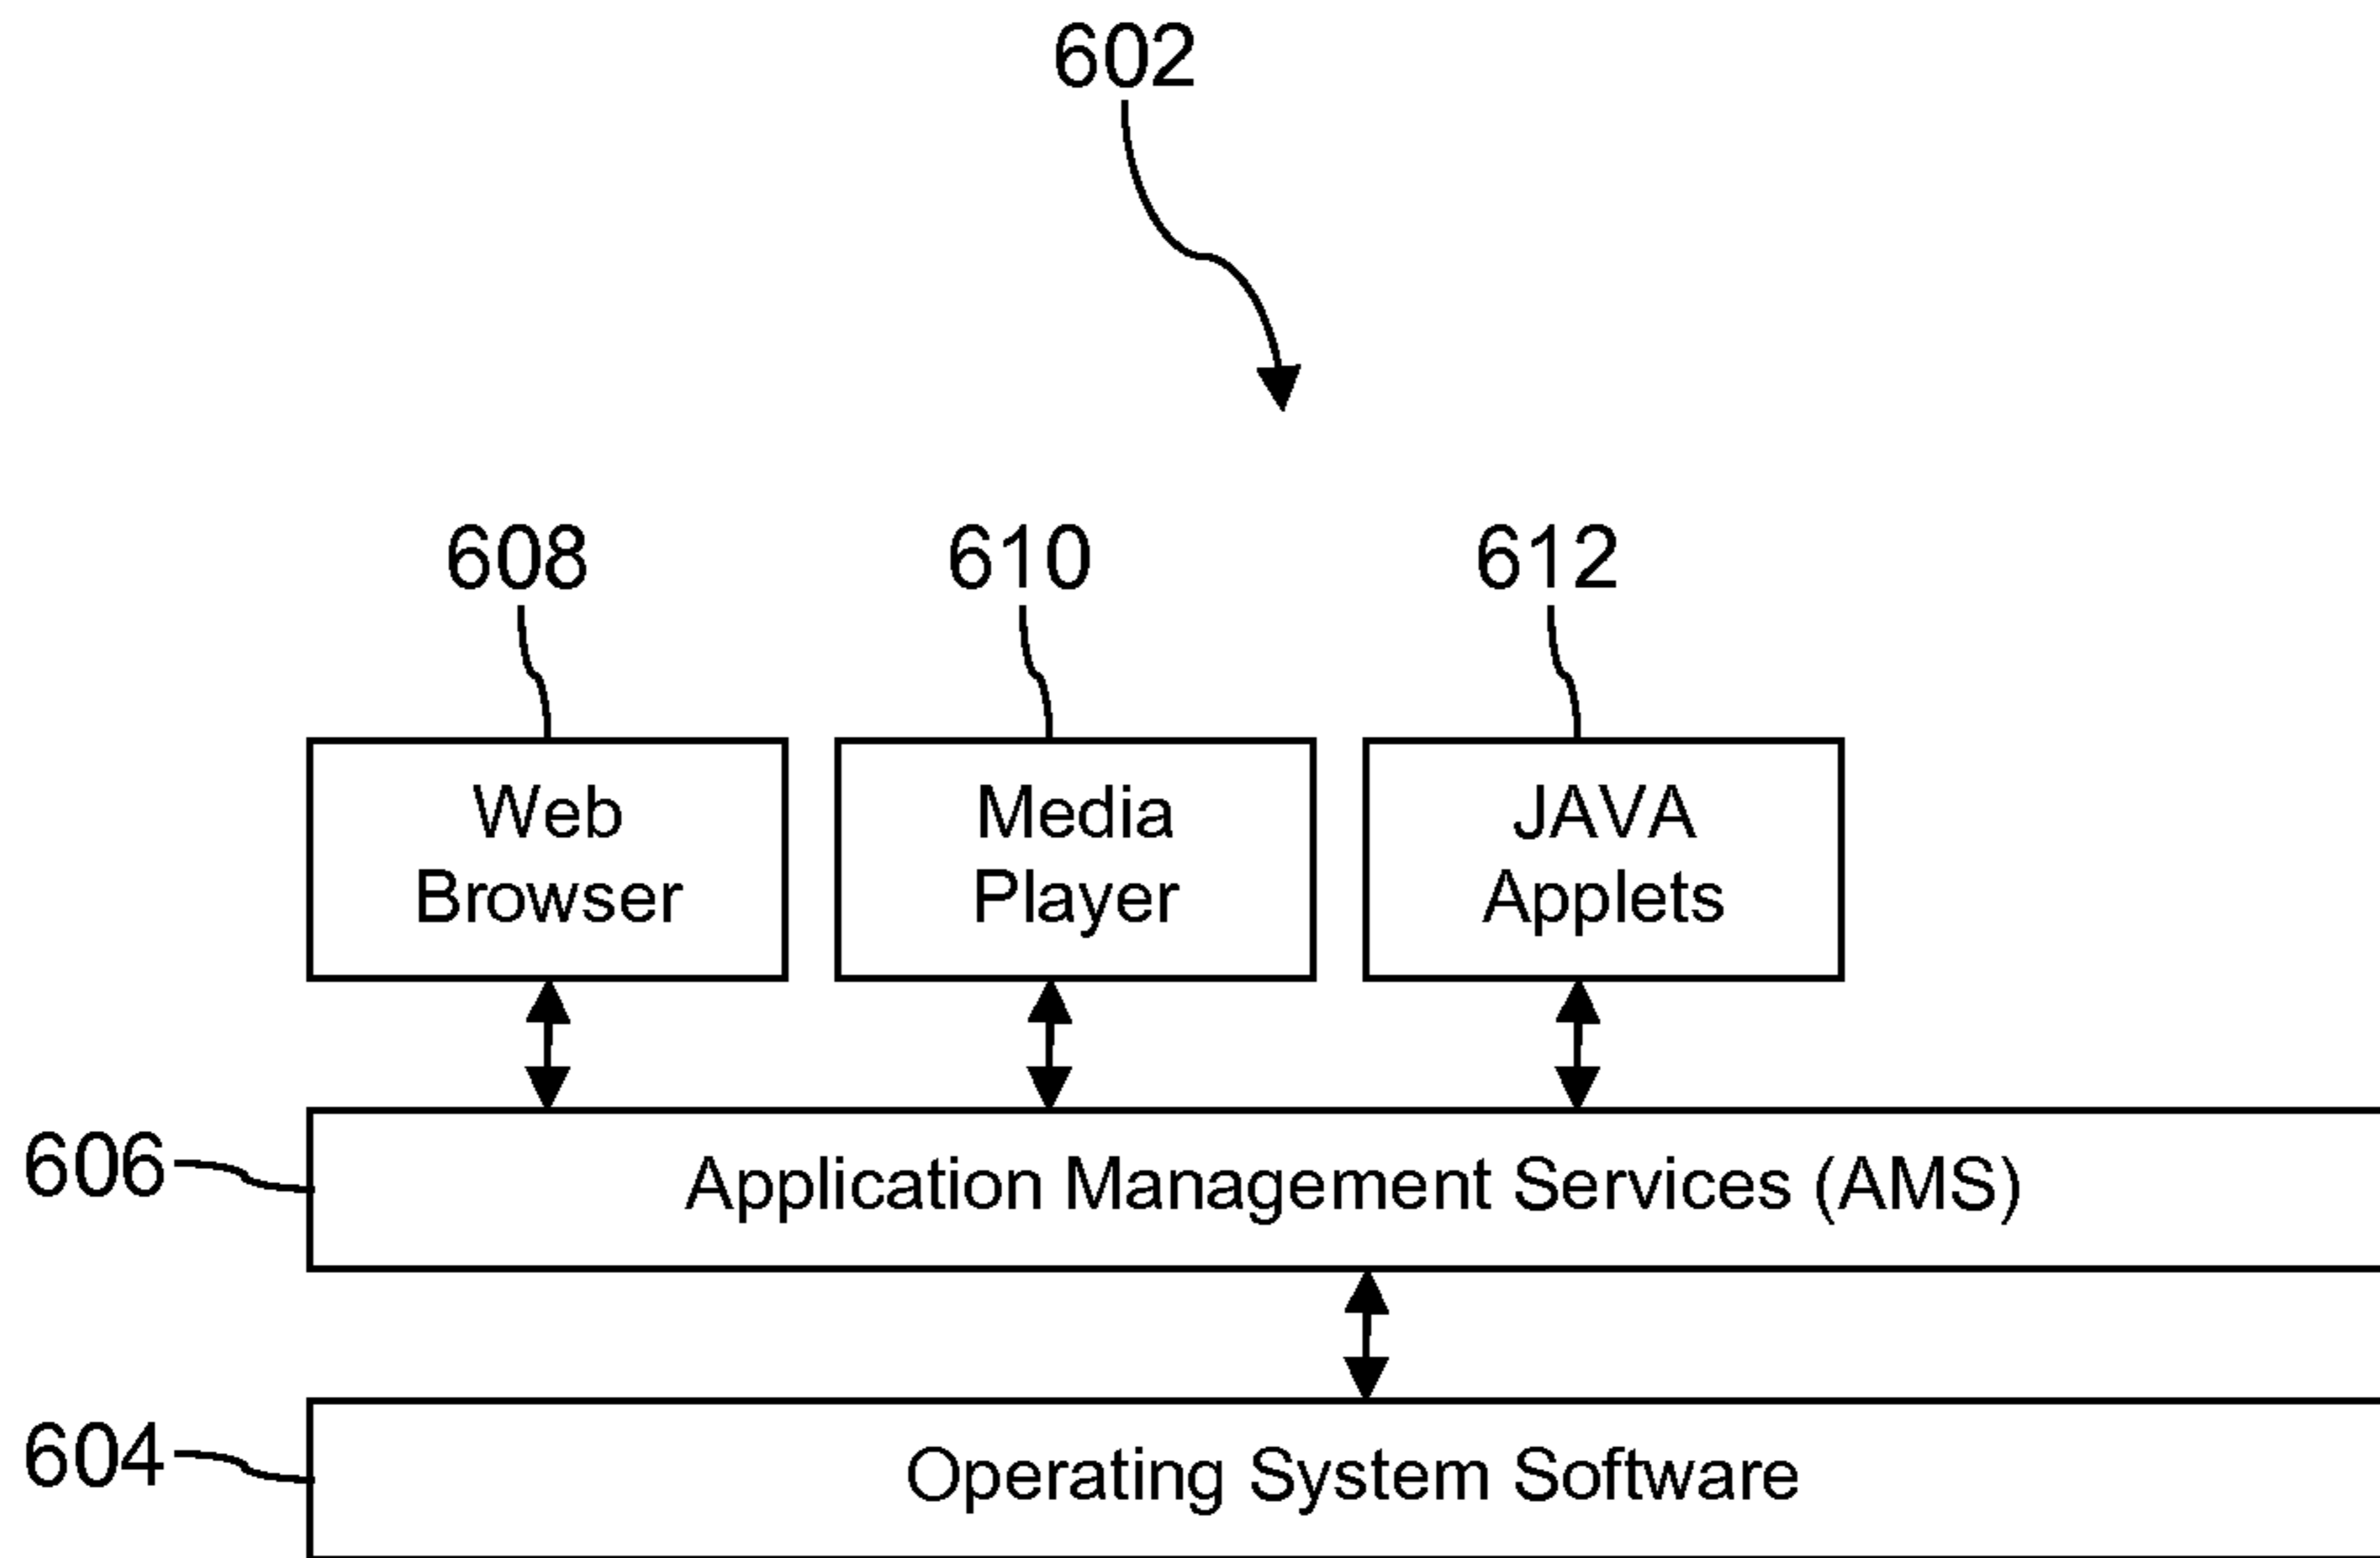 602
608
610
612
Web
Browser
Media
Player
JAVA
Applets
606
Application Management Services (AMS)
604
Operating System Software